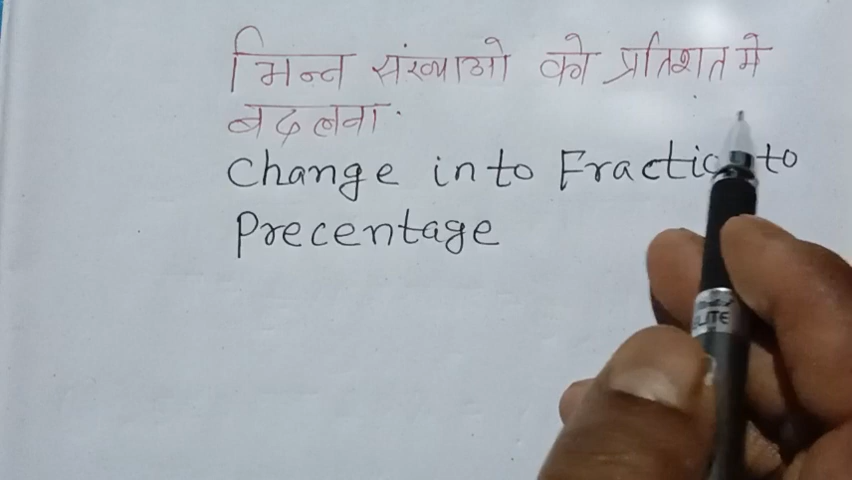 भिन्न संख्याओ को प्रतिशत मे
बदलना.
Change into to
Precentage